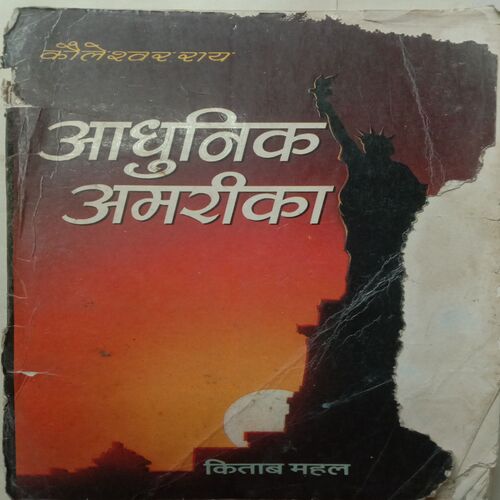 कौलेश्वर राय
आधुनिक
अमरीका
किताब महल